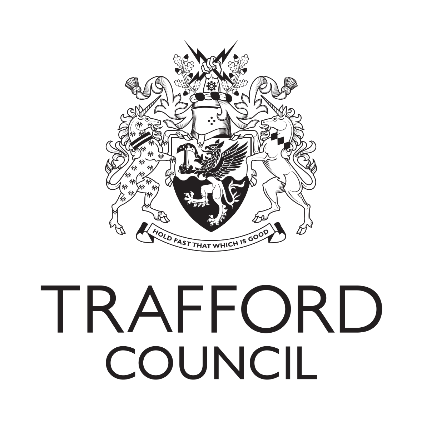 HOLD FAST THAT WHICH IS GOOD
TRAFFORD
COUNCIL